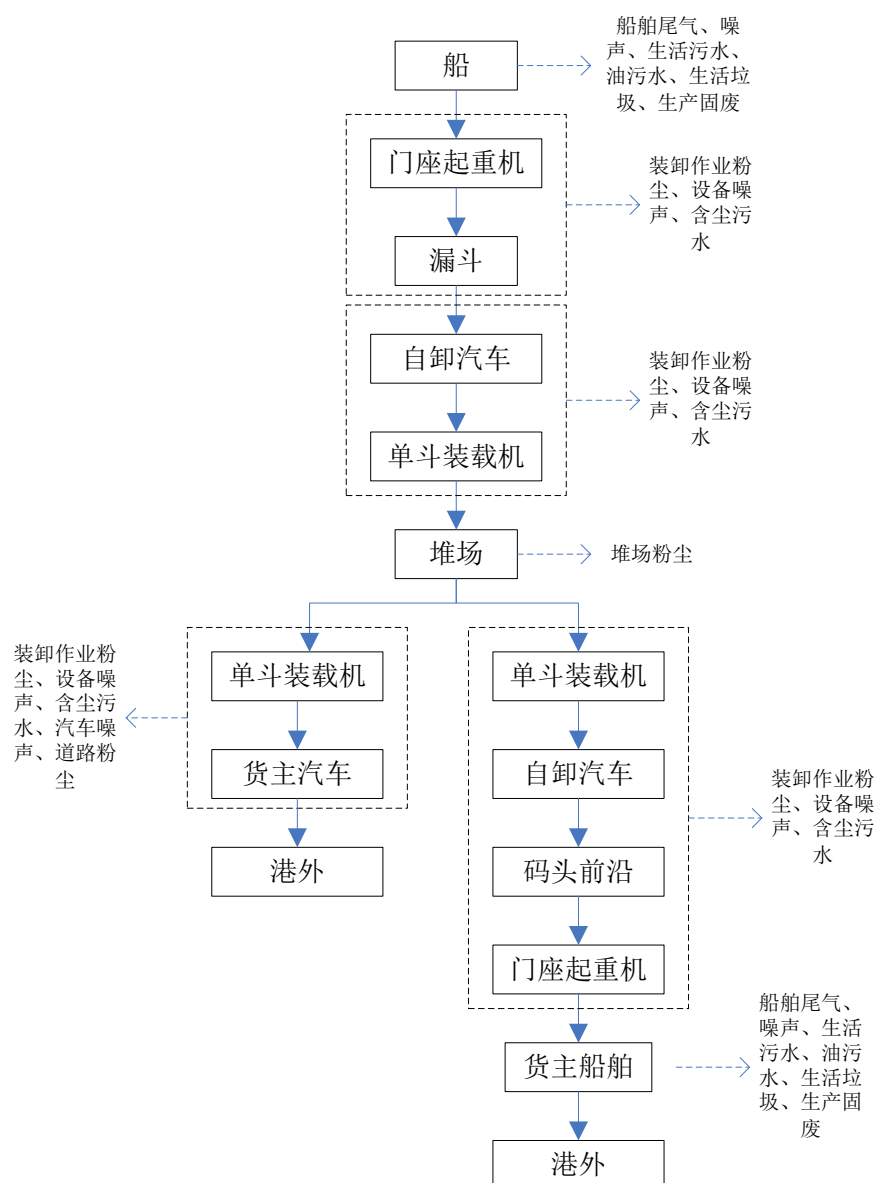 船舶尾气、噪
声、生活污水、
油污水、生活垃
圾、生产固废
船
门座起重机
装卸作业粉
尘、设备噪
声、含尘污
水
漏斗
自卸汽车
装卸作业粉
尘、设备噪
声、含尘污
水
单斗装载机
堆场
堆场粉尘
装卸作业粉
尘、设备噪
声、含尘污
水、汽车噪
声、道路粉
尘
单斗装载机
货主汽车
港外
单斗装载机
自卸汽车
码头前沿
门座起重机
装卸作业粉
尘、设备噪
声、含尘污
水
货主船舶
船舶尾气、
噪声、生活
污水、油污
水、生活垃
圾、生产固
废
港外